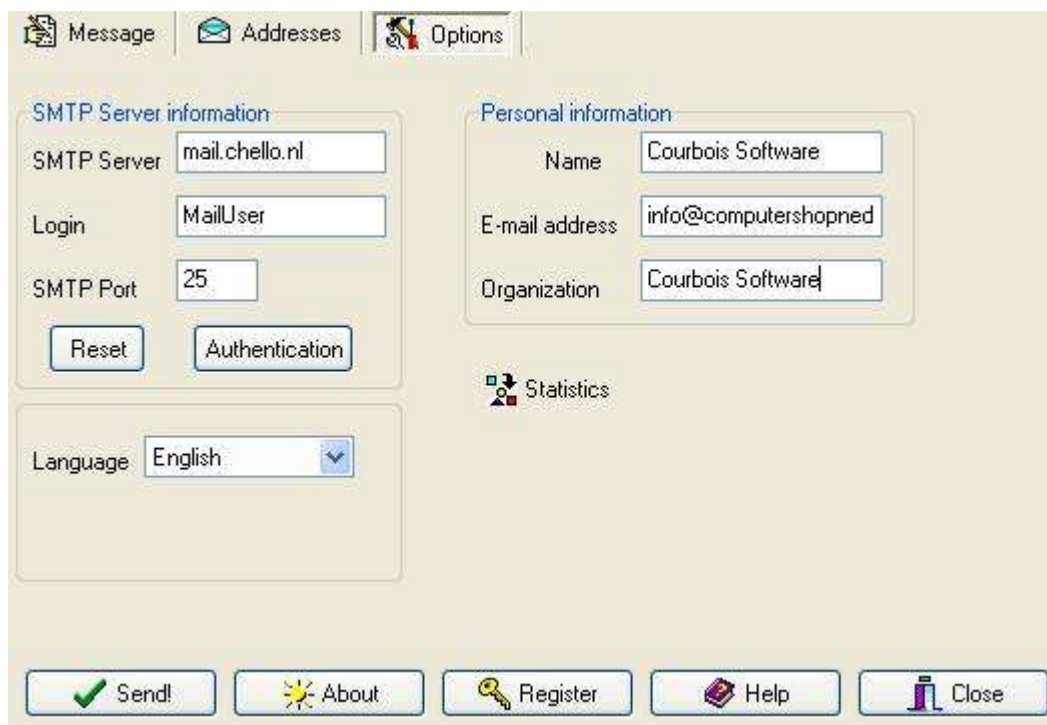 Message Addresses Options
SMTP Server information
SMTP Server mail.chello.nl
Login MailUser
SMTP Port 25
Reset Authentication
Personal information
Name Courbois Software
E-mail address info@computershopned
Organization Courbois Software
Statistics
Language English
Send! About Register Help Close